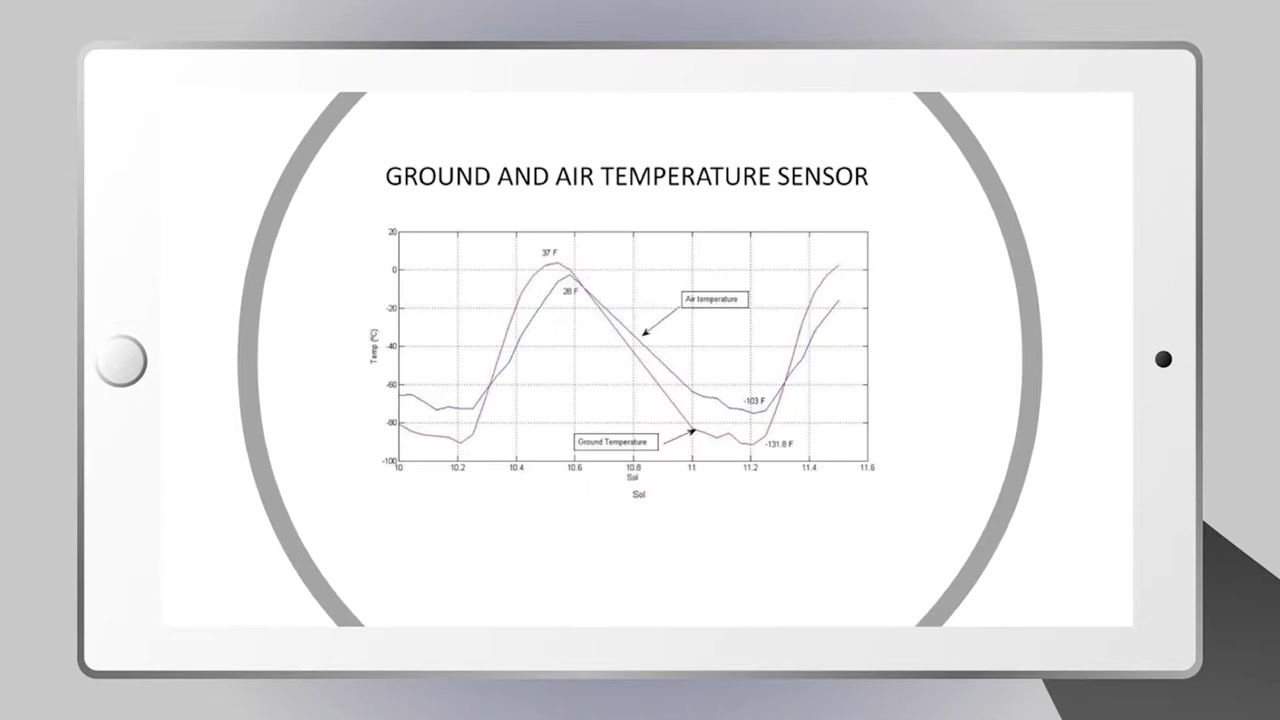 GROUND AND AIR TEMPERATURE SENSOR
20
37 F
0
28 F
Air temperature
-20
Temp (ºC)
-40
-60
-103 F
-80
Ground Temperature
-131.8 F
-100
10 10.2 10.4 10.6 10.8 11 11.2 11.4 11.6
Sol
Sol